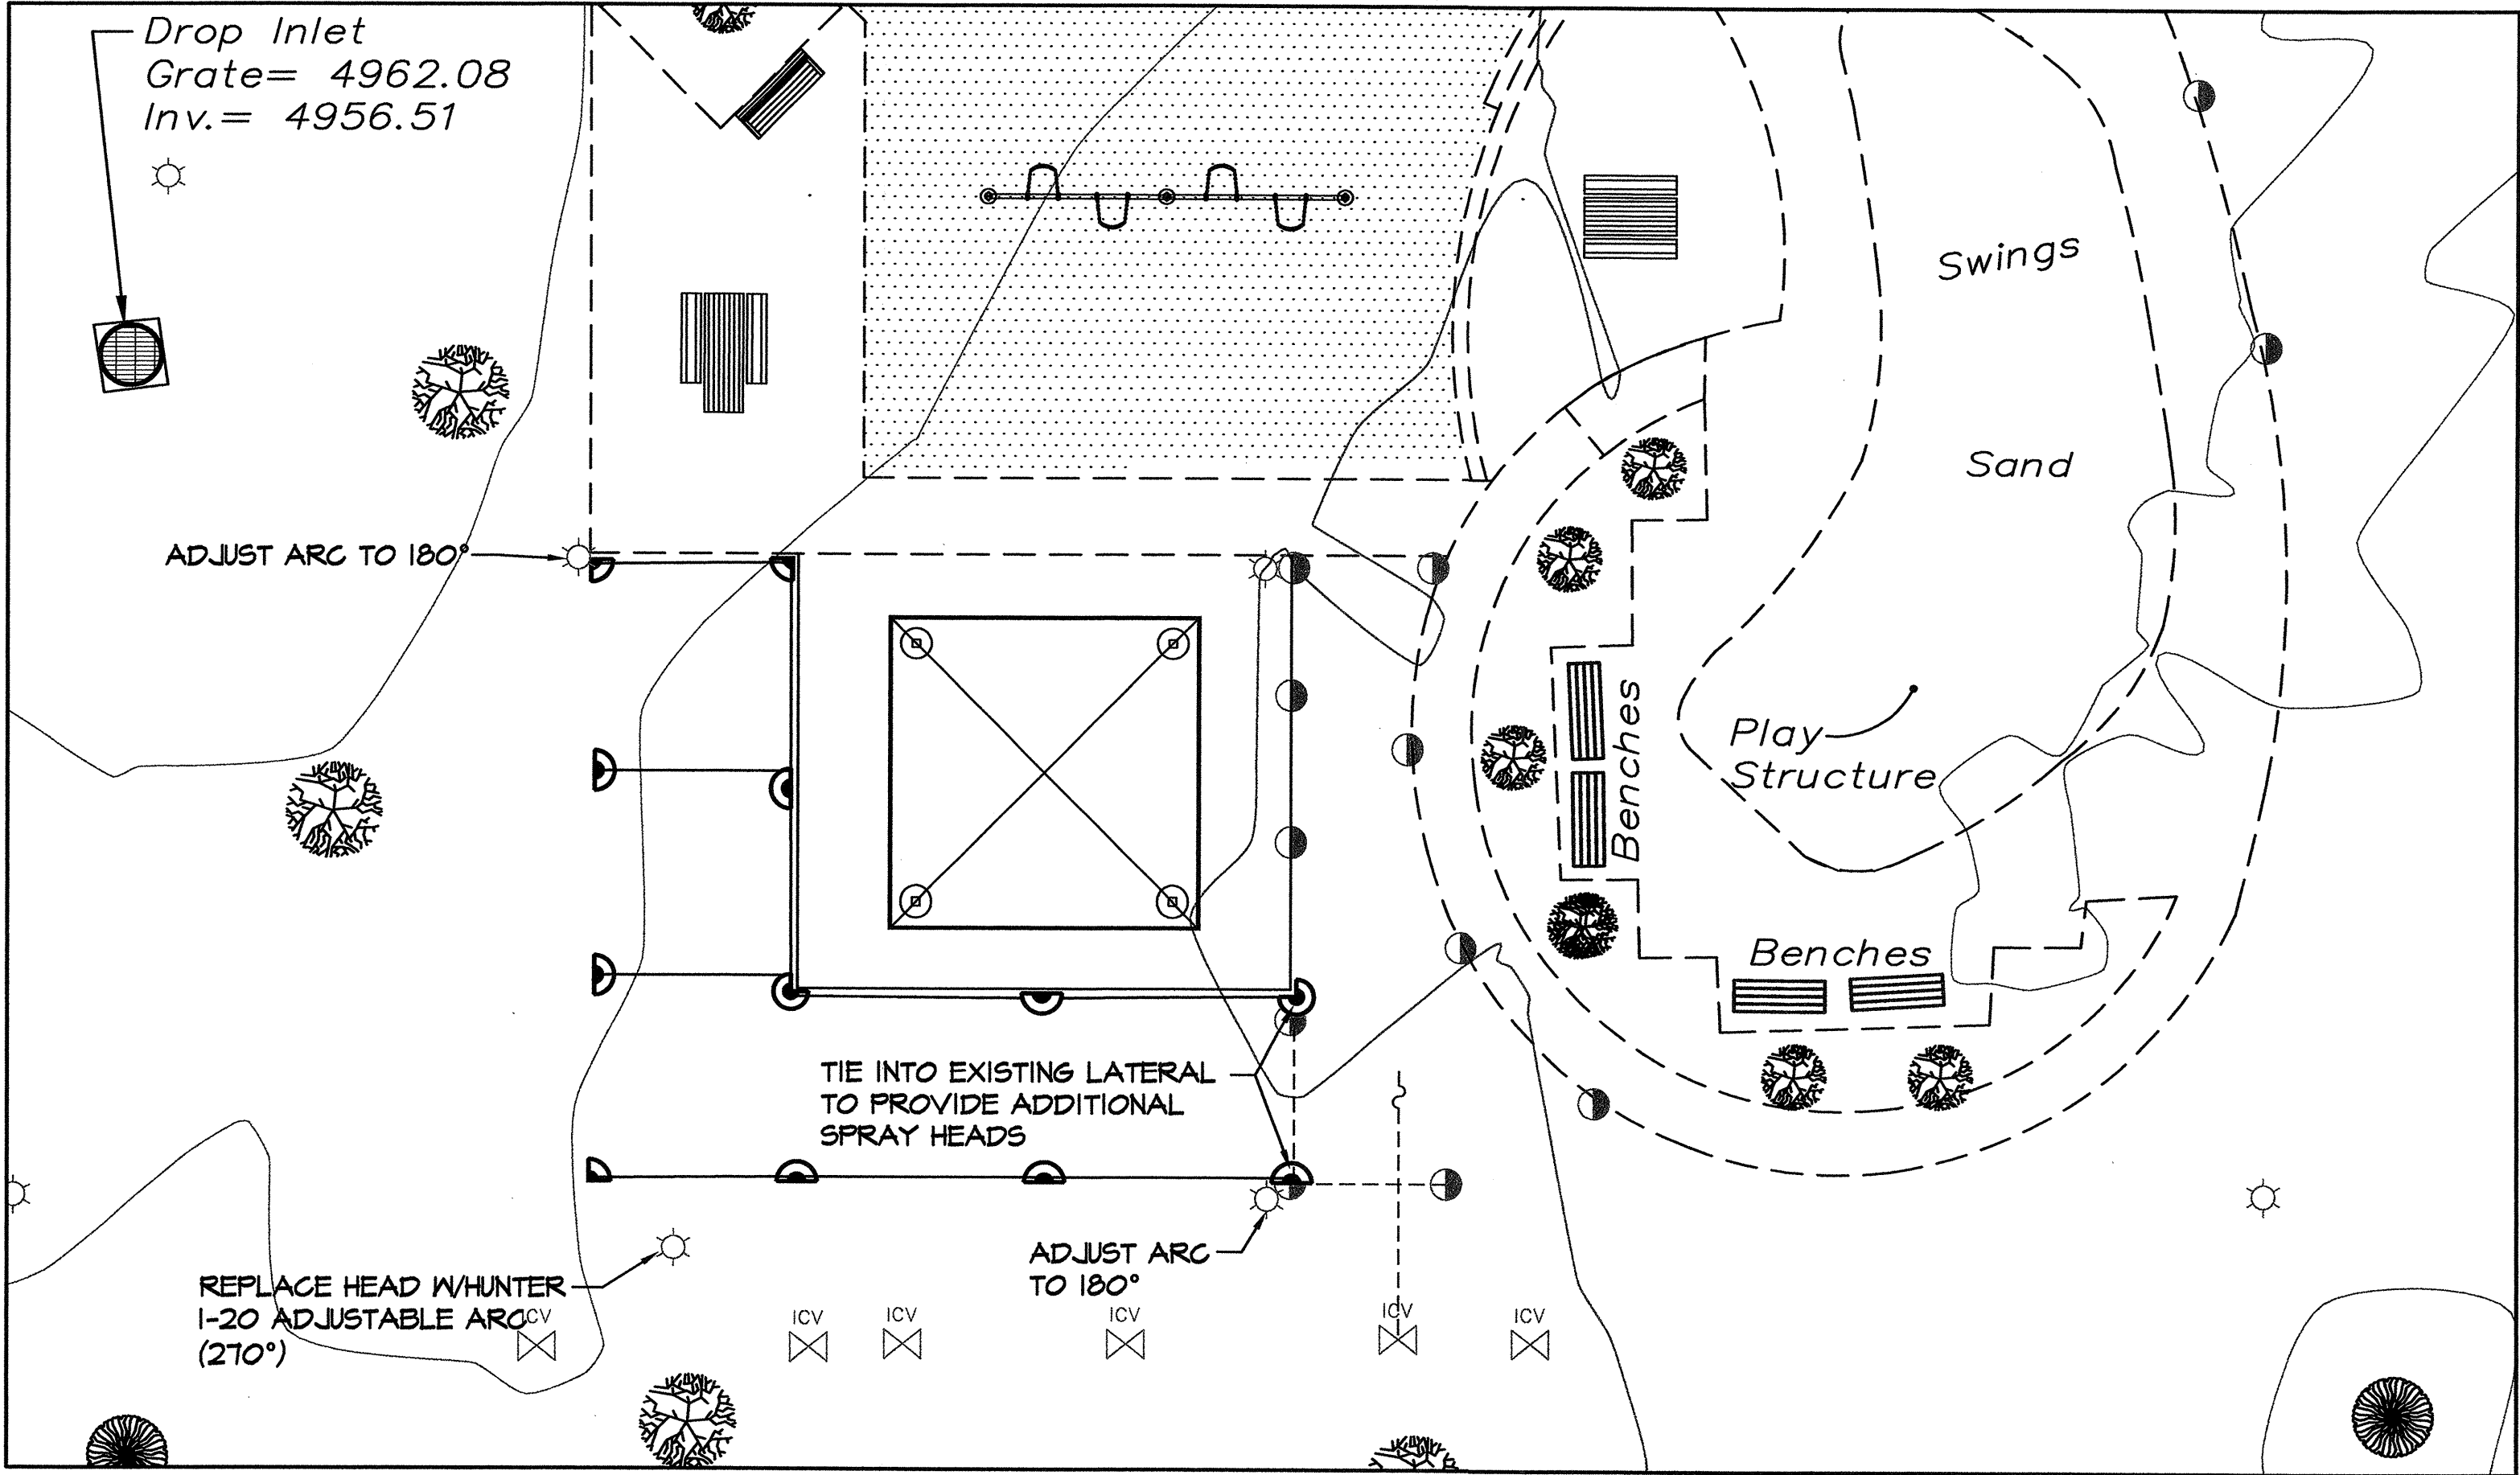 Drop Inlet
Grate= 4962.08
Inv.= 4956.51
Swings
Sand
ADJUST ARC TO 180°
Benches
Play
Structure
Benches
TIE INTO EXISTING LATERAL
TO PROVIDE ADDITIONAL
SPRAY HEADS
ADJUST ARC
TO 180°
REPLACE HEAD W/HUNTER
I-20 ADJUSTABLE ARC
(270°)
ICV
ICV
ICV
ICV
ICV
ICV